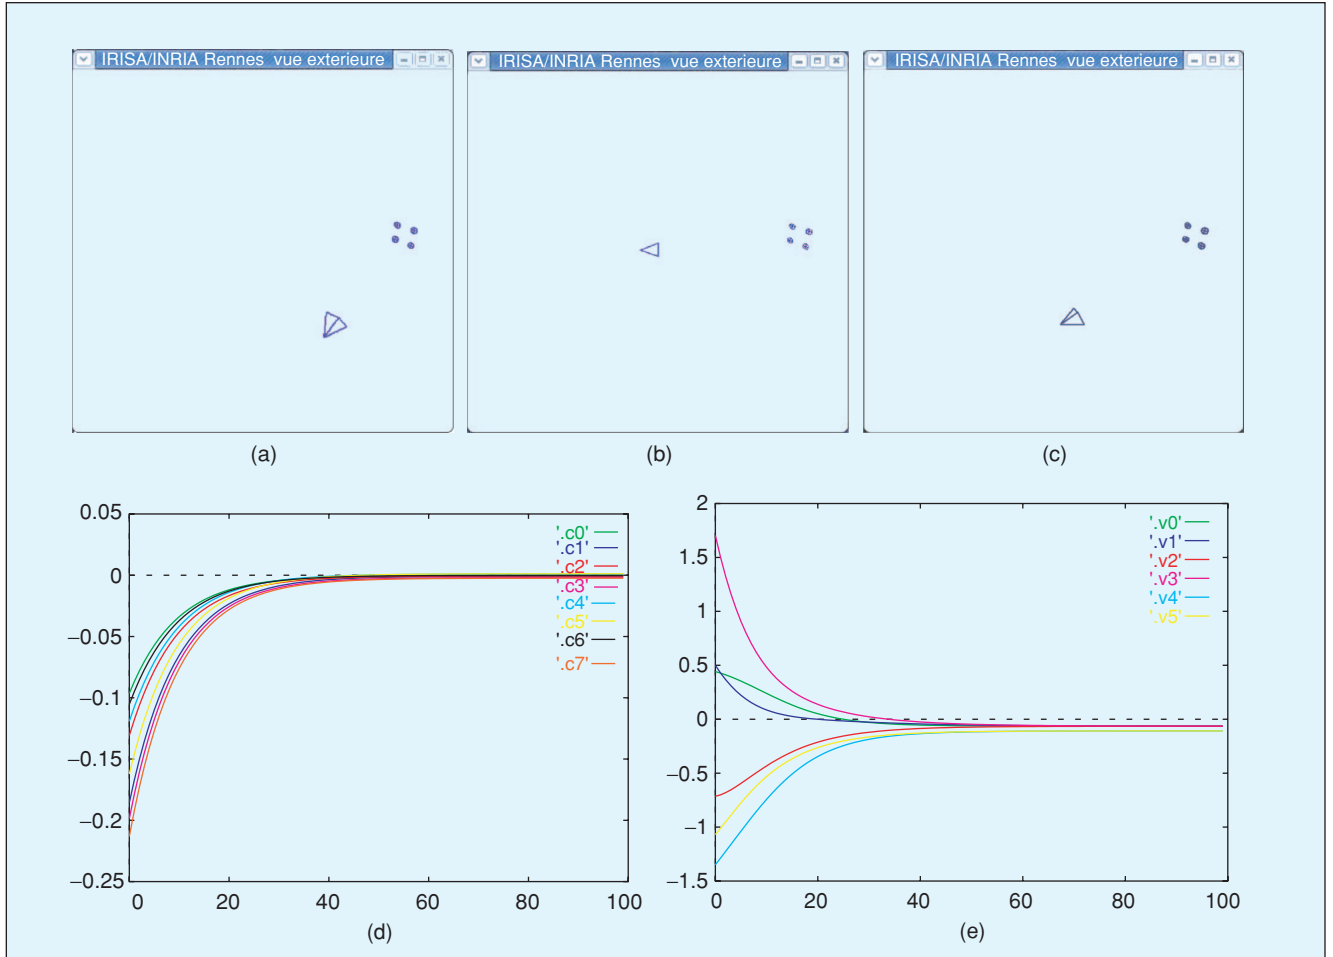 IRISA/INRIA Rennes vue exterieure
IRISA/INRIA Rennes vue exterieure
IRISA/INRIA Rennes vue exterieure
(a)
(b)
(c)
0.05
0
−0.05
−0.1
−0.15
−0.2
−0.25
0 20 40 60 80 100
'.c0'
'.c1'
'.c2'
'.c3'
'.c4'
'.c5'
'.c6'
'.c7'
(d)
2
1.5
1
0.5
0
−0.5
−1
−1.5
0 20 40 60 80 100
'.v0'
'.v1'
'.v2'
'.v3'
'.v4'
'.v5'
(e)